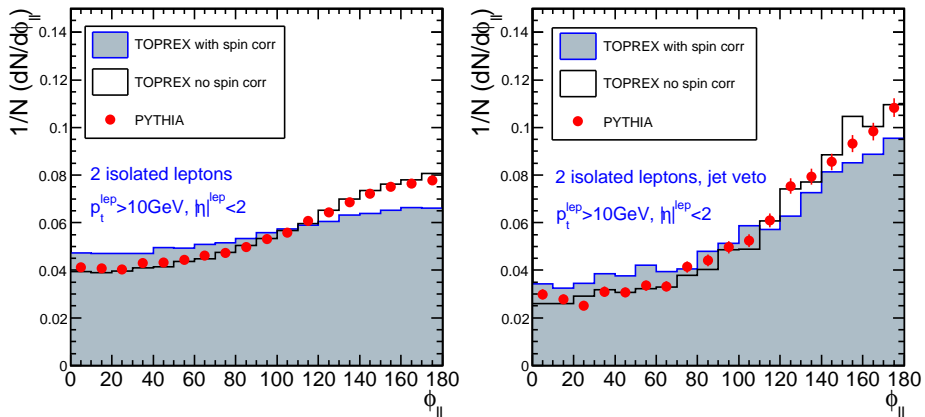 1/N (dN/dϕ_ll)
0.14
0.12
0.1
0.08
0.06
0.04
0.02
0
TOPREX with spin corr
TOPREX no spin corr
PYTHIA
2 isolated leptons
p_t^lep>10GeV, |η|^lep<2
0 20 40 60 80 100 120 140 160 180
ϕ_ll
1/N (dN/dϕ_ll)
0.14
0.12
0.1
0.08
0.06
0.04
0.02
0
TOPREX with spin corr
TOPREX no spin corr
PYTHIA
2 isolated leptons, jet veto
p_t^lep>10GeV, |η|^lep<2
0 20 40 60 80 100 120 140 160 180
ϕ_ll